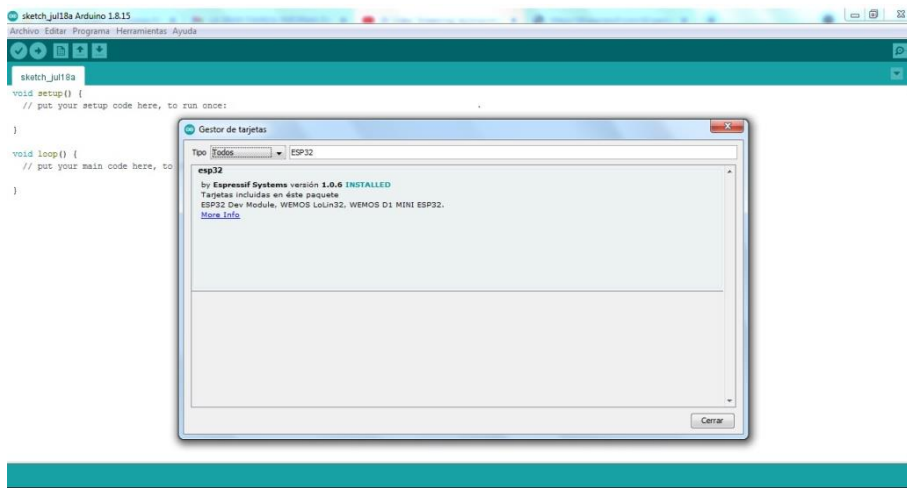 sketch_jul18a Arduino 1.8.15
Archivo Editar Programa Herramientas Ayuda
sketch_jul18a
void setup() {
// put your setup code here, to run once:
}
void loop() {
// put your main code here, to
}
Gestor de tarjetas
Tipo Todos ESP32
esp32
by Espressif Systems versión 1.0.6 INSTALLED
Tarjetas incluidas en éste paquete
ESP32 Dev Module, WEMOS LoLin32, WEMOS D1 MINI ESP32.
More Info
Cerrar